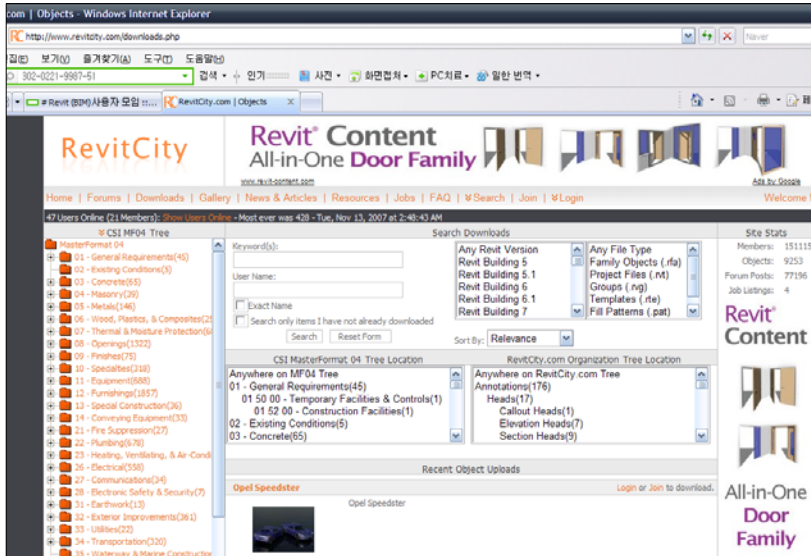 com | Objects - Windows Internet Explorer
http://www.revitcity.com/downloads.php
Naver
집(E) 보기(V) 즐겨찾기(A) 도구(T) 도움말(H)
302-0221-9987-51 검색 인기 사전 화면캡쳐 PC치료 일한 번역
# Revit (BIM)사용자 모임 ::... RevitCity.com | Objects
RevitCity
Revit® Content
All-in-One Door Family
www.revit-content.com
Ads by Google
Home | Forums | Downloads | Gallery | News & Articles | Resources | Jobs | FAQ | Search | Join | Login
Welcome
47 Users Online (21 Members): Show Users Online - Most ever was 428 - Tue, Nov 13, 2007 at 2:48:43 AM
CSI MF04 Tree
MasterFormat 04
01 - General Requirements(45)
02 - Existing Conditions(5)
03 - Concrete(65)
04 - Masonry(39)
05 - Metals(146)
06 - Wood, Plastics, & Composites(2
07 - Thermal & Moisture Protection(6
08 - Openings(1322)
09 - Finishes(75)
10 - Specialties(318)
11 - Equipment(688)
12 - Furnishings(1857)
13 - Special Construction(36)
14 - Conveying Equipment(33)
21 - Fire Suppression(27)
22 - Plumbing(678)
23 - Heating, Ventilating, & Air-Condi
26 - Electrical(558)
27 - Communications(34)
28 - Electronic Safety & Security(7)
31 - Earthwork(13)
32 - Exterior Improvements(361)
33 - Utilities(22)
34 - Transportation(320)
35 - Waterway & Marine Construction
Search Downloads
Keyword(s):
User Name:
Exact Name
Search only items I have not already downloaded
Search Reset Form
Any Revit Version
Revit Building 5
Revit Building 5.1
Revit Building 6
Revit Building 6.1
Revit Building 7
Any File Type
Family Objects (.rfa)
Project Files (.rvt)
Groups (.rvg)
Templates (.rte)
Fill Patterns (.pat)
Sort By: Relevance
CSI MasterFormat 04 Tree Location
Anywhere on MF04 Tree
01 - General Requirements(45)
01 50 00 - Temporary Facilities & Controls(1)
01 52 00 - Construction Facilities(1)
02 - Existing Conditions(5)
03 - Concrete(65)
RevitCity.com Organization Tree Location
Anywhere on RevitCity.com Tree
Annotations(176)
Heads(17)
Callout Heads(1)
Elevation Heads(7)
Section Heads(9)
Recent Object Uploads
Opel Speedster
Login or Join to download.
Opel Speedster
Site Stats
Members: 151115
Objects: 9253
Forum Posts: 77196
Job Listings: 4
Revit®
Content
All-in-One
Door
Family